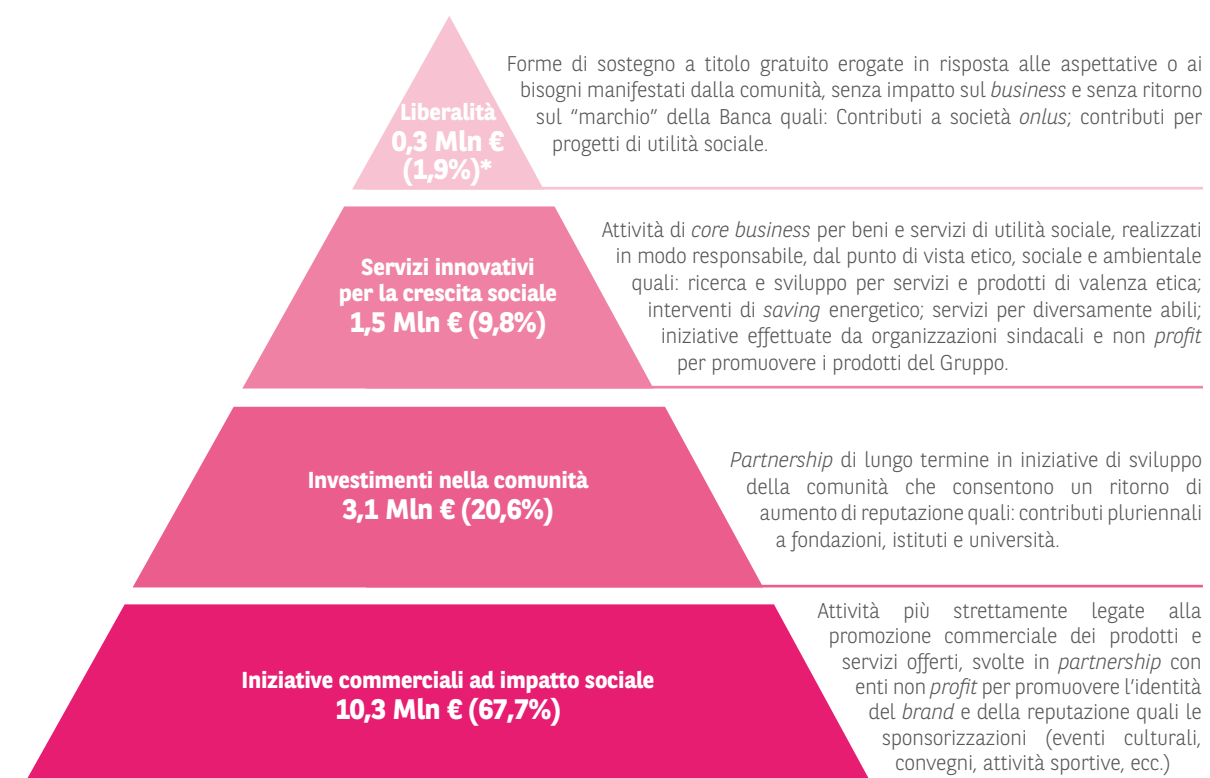 Liberalità
0,3 Mln €
(1,9%)*
Forme di sostegno a titolo gratuito erogate in risposta alle aspettative o ai
bisogni manifestati dalla comunità, senza impatto sul business e senza ritorno
sul “marchio” della Banca quali: Contributi a società onlus; contributi per
progetti di utilità sociale.
Servizi innovativi
per la crescita sociale
1,5 Mln € (9,8%)
Attività di core business per beni e servizi di utilità sociale, realizzati
in modo responsabile, dal punto di vista etico, sociale e ambientale
quali: ricerca e sviluppo per servizi e prodotti di valenza etica;
interventi di saving energetico; servizi per diversamente abili;
iniziative effettuate da organizzazioni sindacali e non profit
per promuovere i prodotti del Gruppo.
Investimenti nella comunità
3,1 Mln € (20,6%)
Partnership di lungo termine in iniziative di sviluppo
della comunità che consentono un ritorno di
aumento di reputazione quali: contributi pluriennali
a fondazioni, istituti e università.
Iniziative commerciali ad impatto sociale
10,3 Mln € (67,7%)
Attività più strettamente legate alla
promozione commerciale dei prodotti e
servizi offerti, svolte in partnership con
enti non profit per promuovere l’identità
del brand e della reputazione quali le
sponsorizzazioni (eventi culturali,
convegni, attività sportive, ecc.)